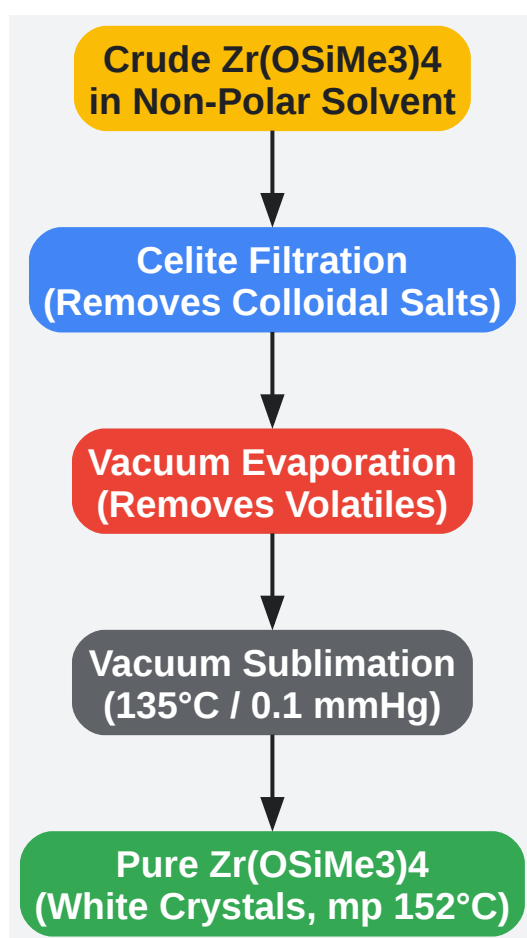 Crude Zr(OSiMe3)4
in Non-Polar Solvent
Celite Filtration
(Removes Colloidal Salts)
Vacuum Evaporation
(Removes Volatiles)
Vacuum Sublimation
(135°C / 0.1 mmHg)
Pure Zr(OSiMe3)4
(White Crystals, mp 152°C)